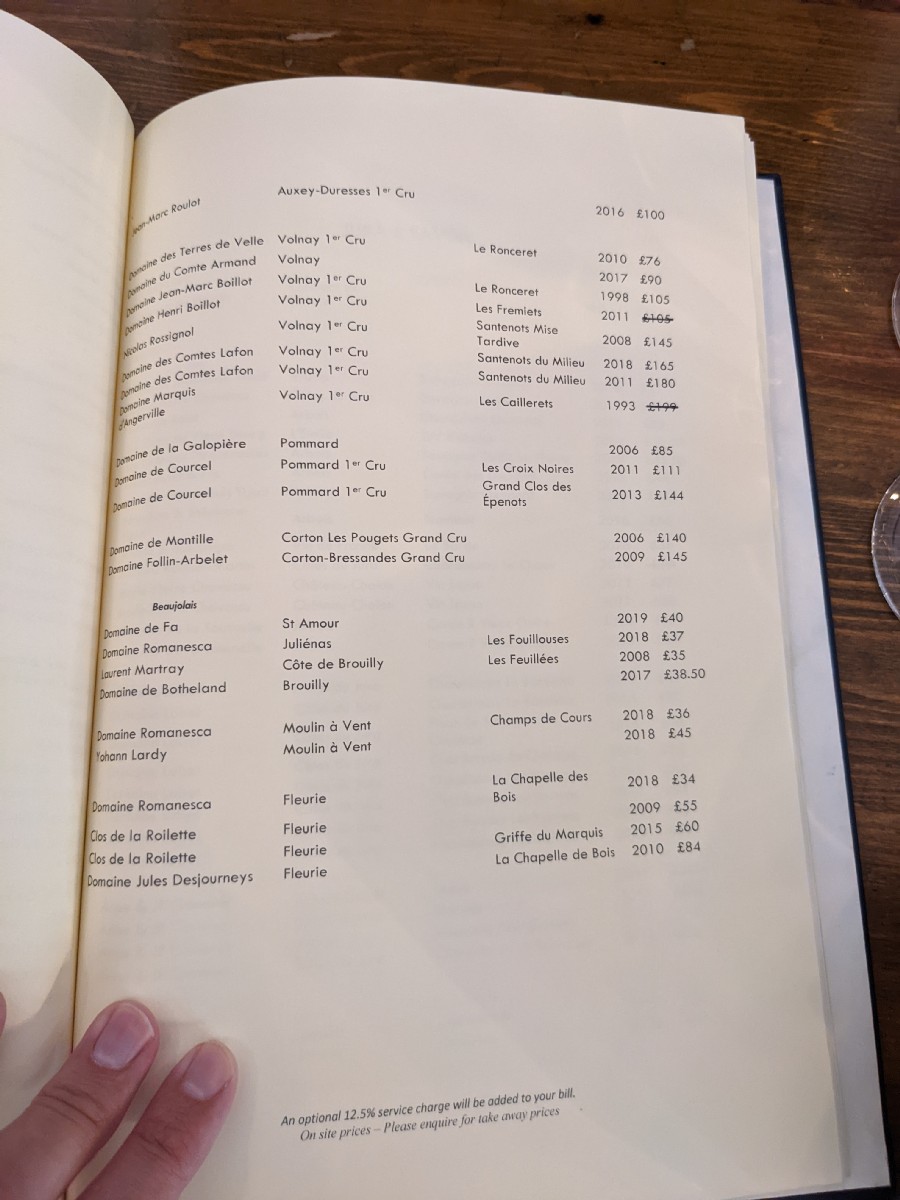 Jean-Marc Roulot Auxey-Duresses 1er Cru 2016 £100
Domaine des Terres de Velle Volnay 1er Cru Le Ronceret 2010 £76
Domaine du Comte Armand Volnay 2017 £90
Domaine Jean-Marc Boillot Volnay 1er Cru Le Ronceret 1998 £105
Domaine Henri Boillot Volnay 1er Cru Les Fremiets 2011 £105
Nicolas Rossignol Volnay 1er Cru Santenots Mise
Tardive 2008 £145
Domaine des Comtes Lafon Volnay 1er Cru Santenots du Milieu 2018 £165
Domaine des Comtes Lafon Volnay 1er Cru Santenots du Milieu 2011 £180
Domaine Marquis
d'Angerville Volnay 1er Cru Les Caillerets 1993 £199
Domaine de la Galopière Pommard 2006 £85
Domaine de Courcel Pommard 1er Cru Les Croix Noires 2011 £111
Domaine de Courcel Pommard 1er Cru Grand Clos des
Épenots 2013 £144
Domaine de Montille Corton Les Pougets Grand Cru 2006 £140
Domaine Follin-Arbelet Corton-Bressandes Grand Cru 2009 £145
Beaujolais
Domaine de Fa St Amour 2019 £40
Domaine Romanesca Juliénas Les Fouillouses 2018 £37
Laurent Martray Côte de Brouilly Les Feuillées 2008 £35
Domaine de Botheland Brouilly 2017 £38.50
Domaine Romanesca Moulin à Vent Champs de Cours 2018 £36
Yohann Lardy Moulin à Vent 2018 £45
Domaine Romanesca Fleurie La Chapelle des
Bois 2018 £34
Clos de la Roilette Fleurie 2009 £55
Clos de la Roilette Fleurie Griffe du Marquis 2015 £60
Domaine Jules Desjourneys Fleurie La Chapelle de Bois 2010 £84
An optional 12.5% service charge will be added to your bill.
On site prices – Please enquire for take away prices